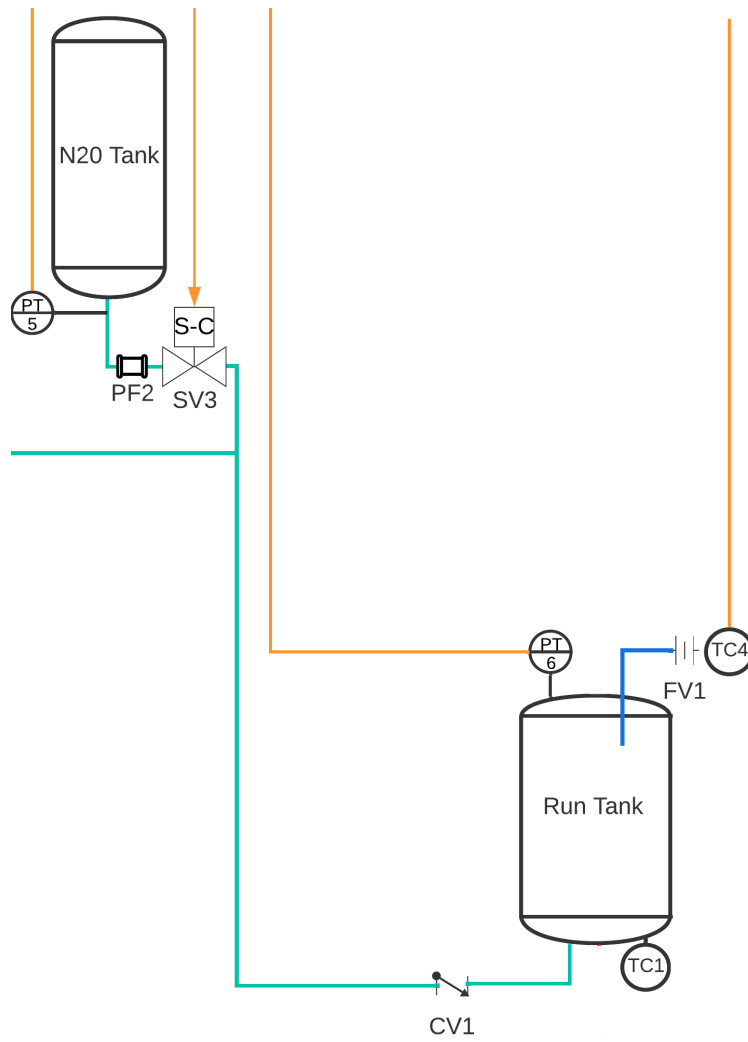 N20 Tank
PT
5
S-C
PF2
SV3
PT
6
TC4
FV1
Run Tank
TC1
CV1